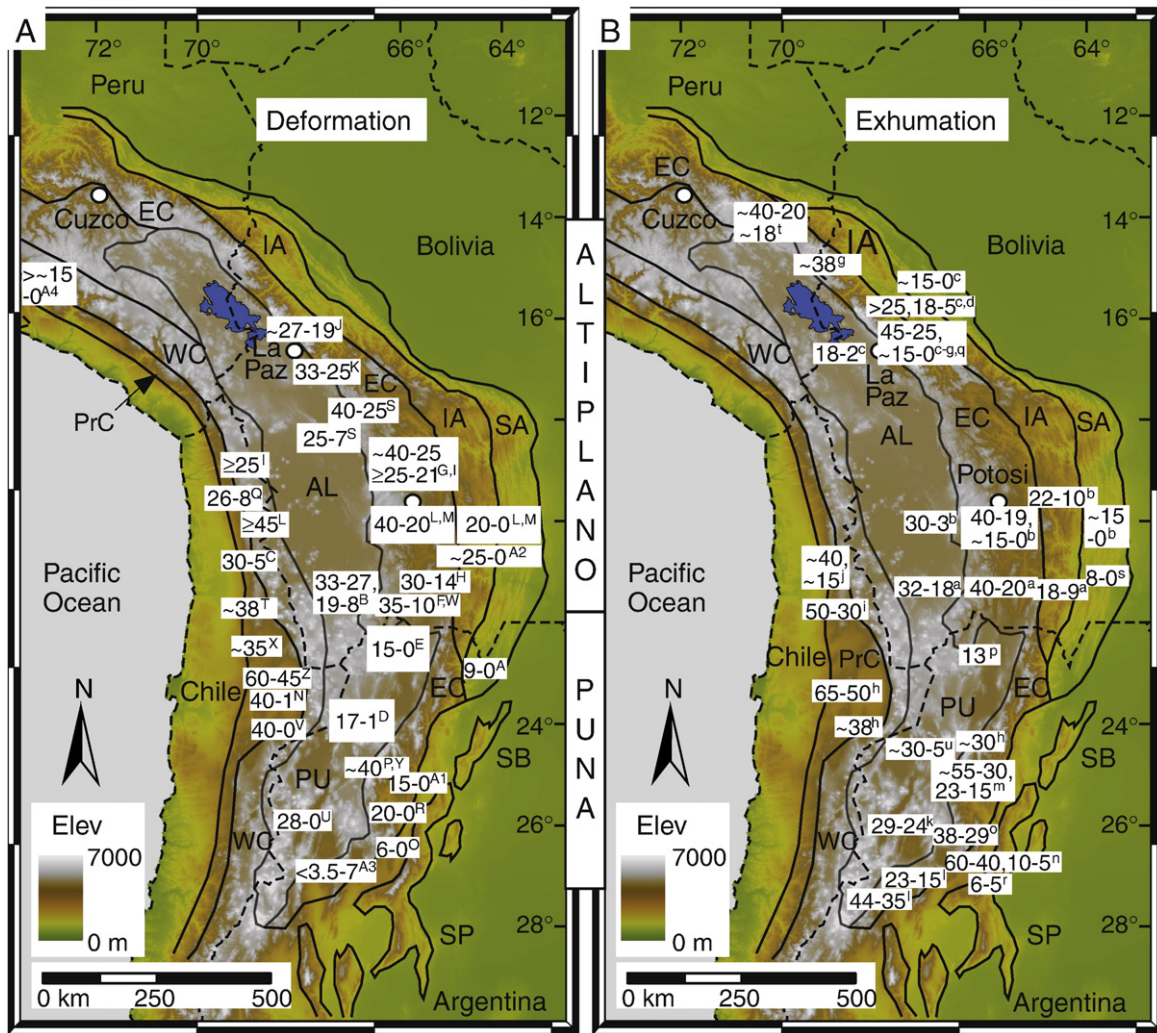 A
72°
70°
66°
64°
Peru
12°
Deformation
EC
Cuzco
14°
IA
Bolivia
>~15
-0A4
16°
~27-19J
La
Paz
WC
33-25K
EC
PrC
40-25S
IA
SA
25-7S
~40-25
≥25-21G,I
≥25I
AL
26-8Q
≥45L
40-20L,M
20-0L,M
~25-0A2
30-5C
33-27,
19-8B
30-14H
35-10F,W
~38T
Pacific
Ocean
~35X
15-0E
9-0A
60-45Z
EC
Chile
40-1N
N
17-1D
40-0V
24°
SB
~40P,Y
PU
15-0A1
28-0U
20-0R
26°
WC
6-0O
<3.5-7A3
Elev
7000
0 m
28°
SP
0 km
250
500
Argentina
ALTIPLANO
PUNA
B
72°
70°
66°
64°
Peru
12°
Exhumation
EC
Cuzco
14°
~40-20
~18t
IA
Bolivia
~38g
~15-0c
>25,18-5c,d
16°
45-25,
~15-0c-g,q
18-2c
WC
La
Paz
EC
IA
SA
AL
Potosi
22-10b
30-3b
40-19,
~15-0b
~15
-0b
~40,
~15j
8-0s
32-18a
40-20a
18-9a
50-30i
Pacific
Ocean
13p
Chile
PrC
EC
65-50h
PU
N
~38h
24°
~30-5u
~30h
SB
~55-30,
23-15m
29-24k
38-29o
26°
WC
60-40,10-5n
23-15l
6-5r
44-35l
Elev
7000
0 m
28°
SP
0 km
250
500
Argentina